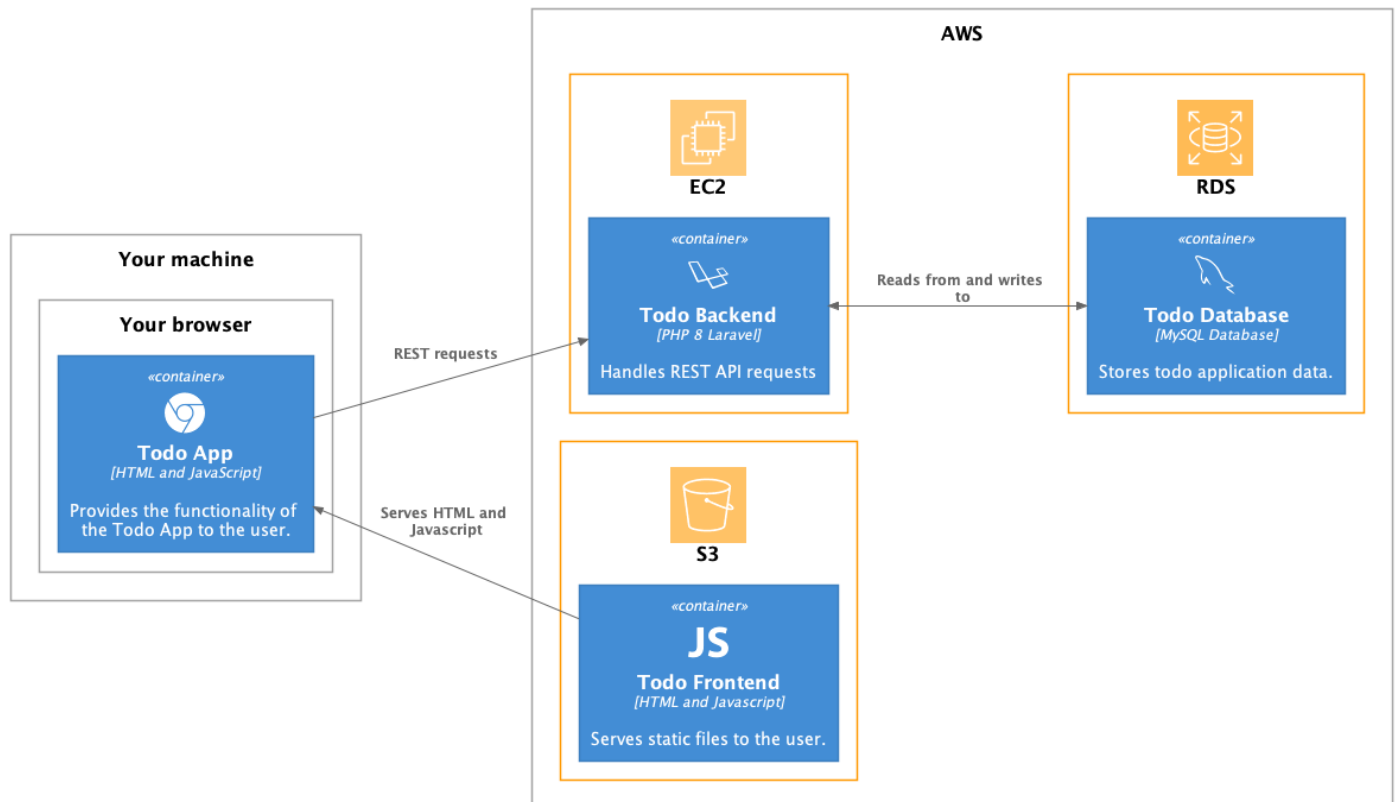 AWS
EC2
«container»
Todo Backend
[PHP 8 Laravel]
Handles REST API requests
Reads from and writes
to
RDS
«container»
Todo Database
[MySQL Database]
Stores todo application data.
Your machine
Your browser
«container»
Todo App
[HTML and JavaScript]
Provides the functionality of
the Todo App to the user.
REST requests
Serves HTML and
Javascript
S3
«container»
JS
Todo Frontend
[HTML and Javascript]
Serves static files to the user.